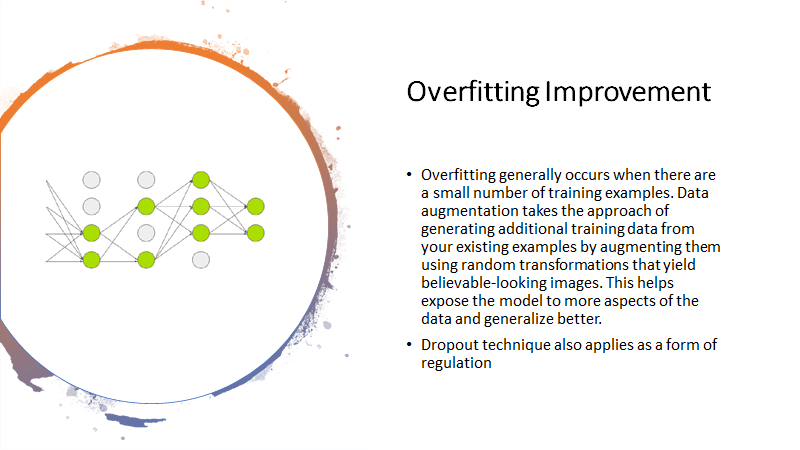 Overfitting Improvement
• Overfitting generally occurs when there are
a small number of training examples. Data
augmentation takes the approach of
generating additional training data from
your existing examples by augmenting them
using random transformations that yield
believable-looking images. This helps
expose the model to more aspects of the
data and generalize better.
• Dropout technique also applies as a form of
regulation